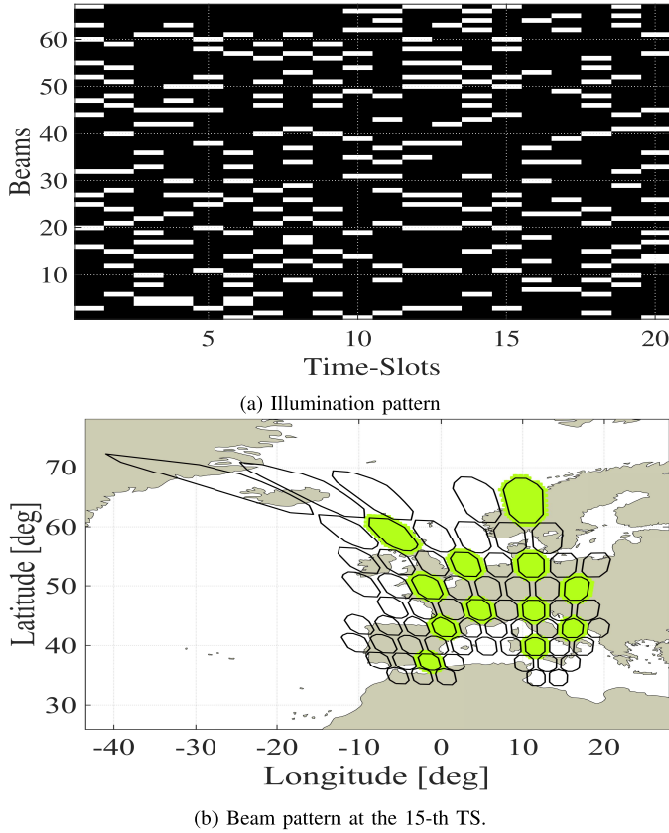 60
50
40
30
20
10
Beams
5 10 15 20
Time-Slots
(a) Illumination pattern
70
60
50
40
30
Latitude [deg]
-40 -30 -20 -10 0 10 20
Longitude [deg]
(b) Beam pattern at the 15-th TS.